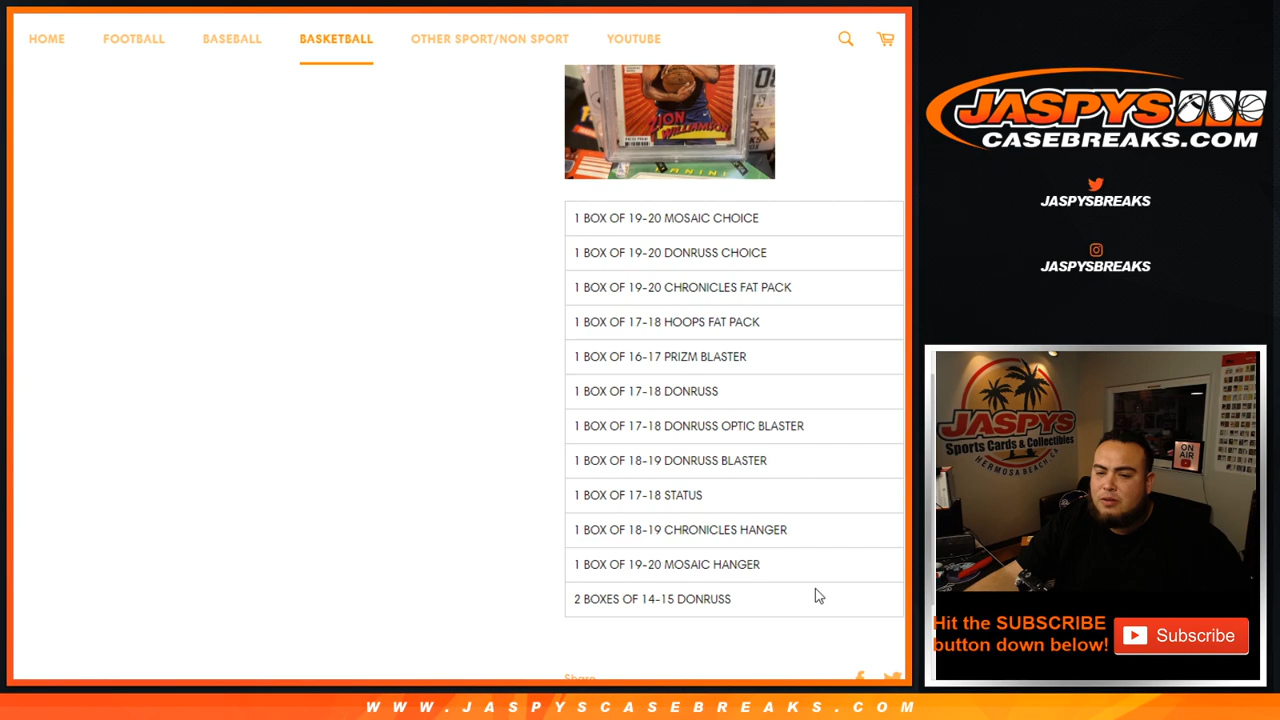 HOME FOOTBALL BASEBALL BASKETBALL OTHER SPORT/NON SPORT YOUTUBE
ZION
WILLIAMSON
PANINI
1 BOX OF 19-20 MOSAIC CHOICE
1 BOX OF 19-20 DONRUSS CHOICE
1 BOX OF 19-20 CHRONICLES FAT PACK
1 BOX OF 17-18 HOOPS FAT PACK
1 BOX OF 16-17 PRIZM BLASTER
1 BOX OF 17-18 DONRUSS
1 BOX OF 17-18 DONRUSS OPTIC BLASTER
1 BOX OF 18-19 DONRUSS BLASTER
1 BOX OF 17-18 STATUS
1 BOX OF 18-19 CHRONICLES HANGER
1 BOX OF 19-20 MOSAIC HANGER
2 BOXES OF 14-15 DONRUSS
Share
JASPYS
CASEBREAKS.COM
JASPYSBREAKS
JASPYSBREAKS
JASPYS
Sports Cards & Collectibles
HERMOSA BEACH CA
ON
AIR
Hit the SUBSCRIBE
button down below!
Subscribe
WWW.JASPYSCASEBREAKS.COM